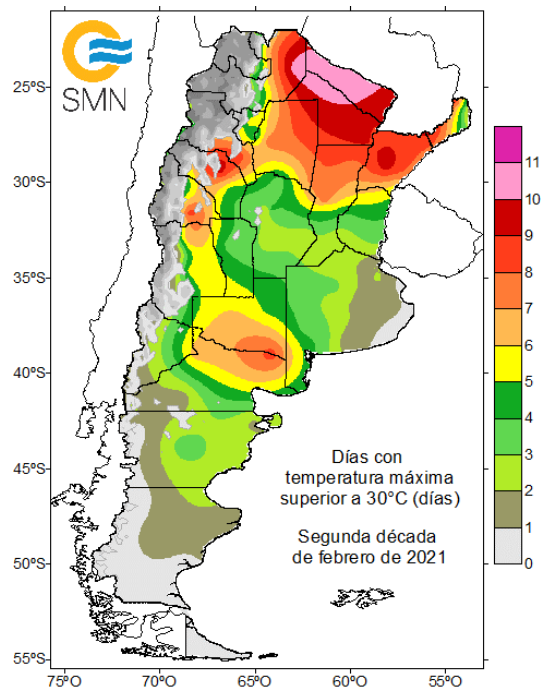 SMN
25°S
30°S
35°S
40°S
45°S
50°S
55°S
75°O
70°O
65°O
60°O
55°O
11
10
9
8
7
6
5
4
3
2
1
0
Días con
temperatura máxima
superior a 30°C (días)
Segunda década
de febrero de 2021